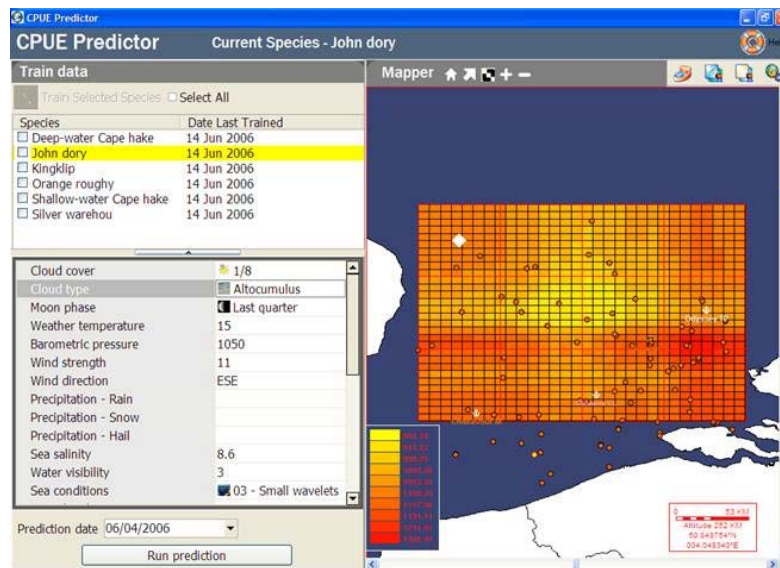 CPUE Predictor
CPUE Predictor Current Species - John dory
Train data
Train Selected Species Select All
Species Date Last Trained
Deep-water Cape hake 14 Jun 2006
John dory 14 Jun 2006
Kingklip 14 Jun 2006
Orange roughy 14 Jun 2006
Shallow-water Cape hake 14 Jun 2006
Silver warehou 14 Jun 2006
Cloud cover 1/8
Cloud type Altocumulus
Moon phase Last quarter
Weather temperature 15
Barometric pressure 1050
Wind strength 11
Wind direction ESE
Precipitation - Rain
Precipitation - Snow
Precipitation - Hail
Sea salinity 8.6
Water visibility 3
Sea conditions 03 - Small wavelets
Prediction date 06/04/2006
Run prediction
Mapper
0 53 KM
Altitude 252 KM